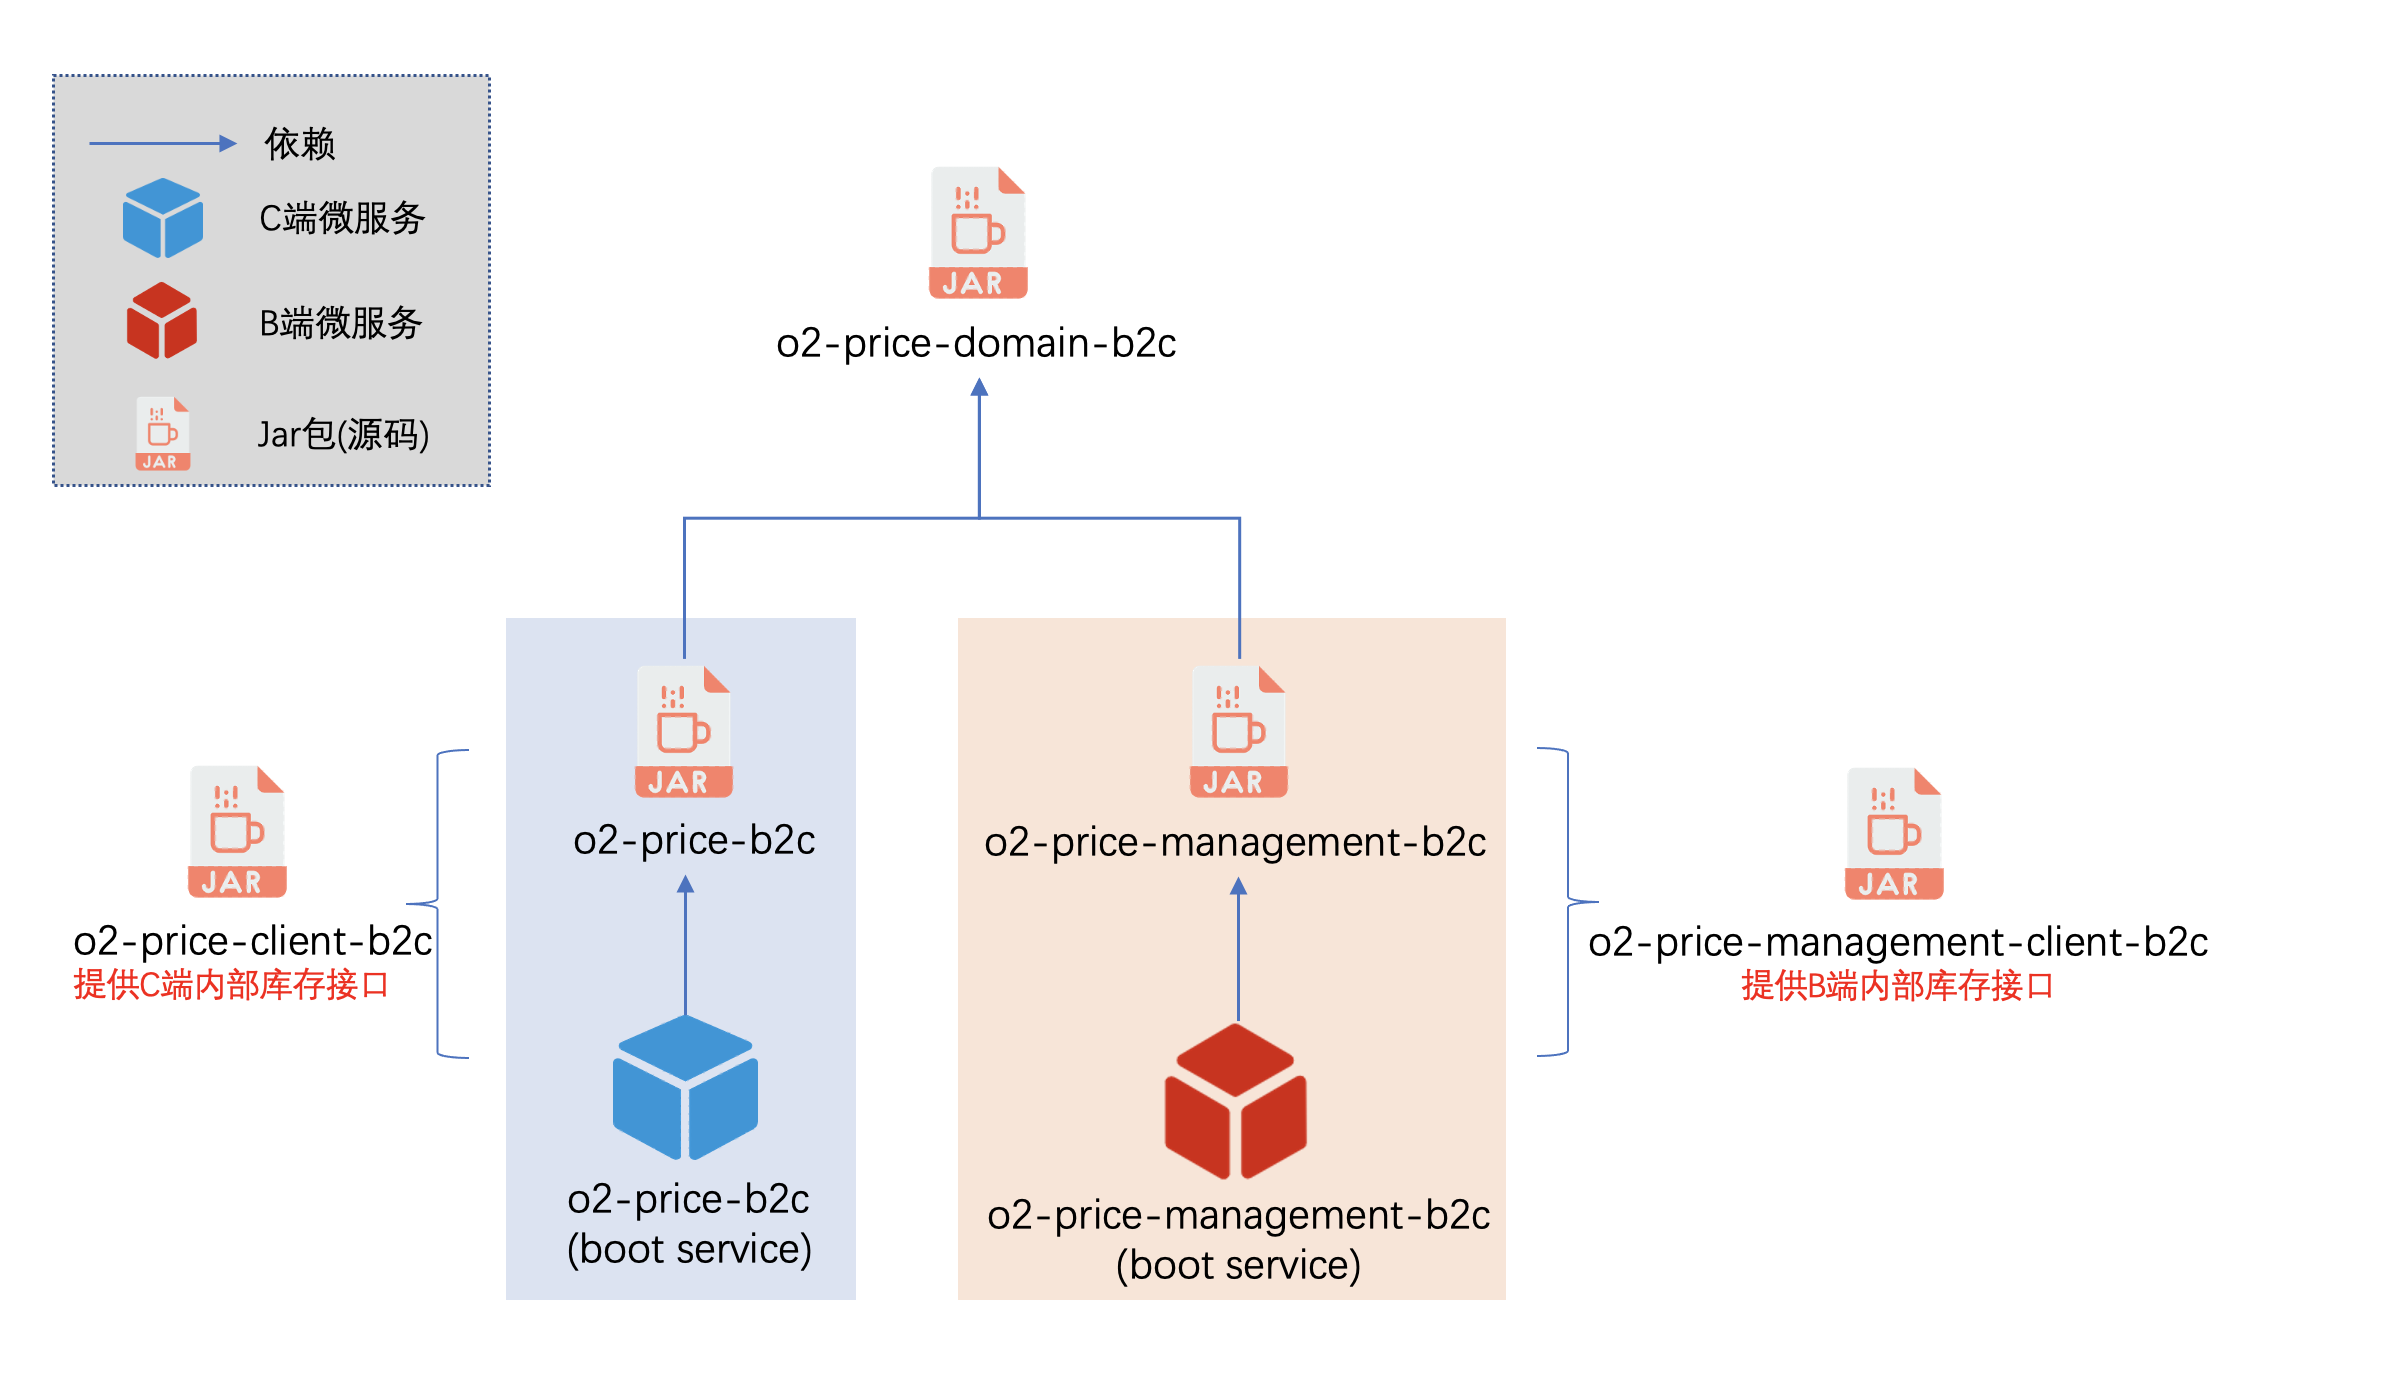 依赖
C端微服务
B端微服务
JAR
Jar包(源码)
JAR
o2-price-domain-b2c
JAR
o2-price-client-b2c
提供C端内部库存接口
JAR
o2-price-b2c
o2-price-b2c
(boot service)
JAR
o2-price-management-b2c
o2-price-management-b2c
(boot service)
JAR
o2-price-management-client-b2c
提供B端内部库存接口